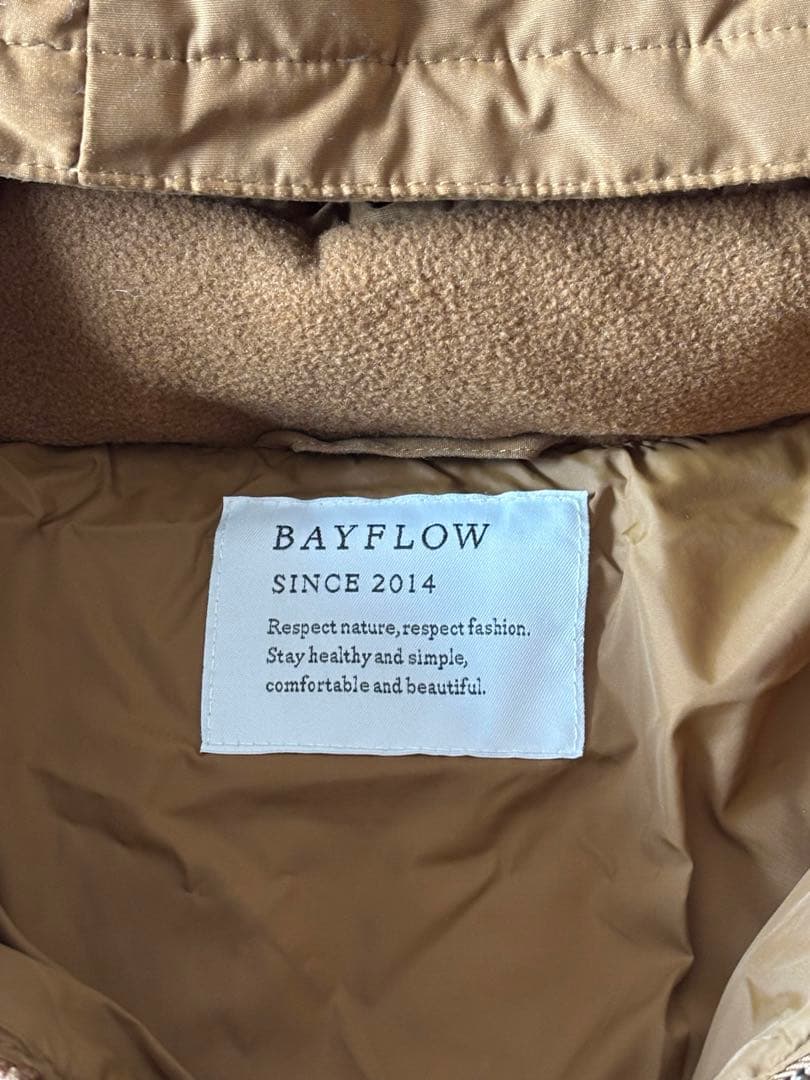 BAYFLOW
SINCE 2014
Respect nature, respect fashion.
Stay healthy and simple,
comfortable and beautiful.